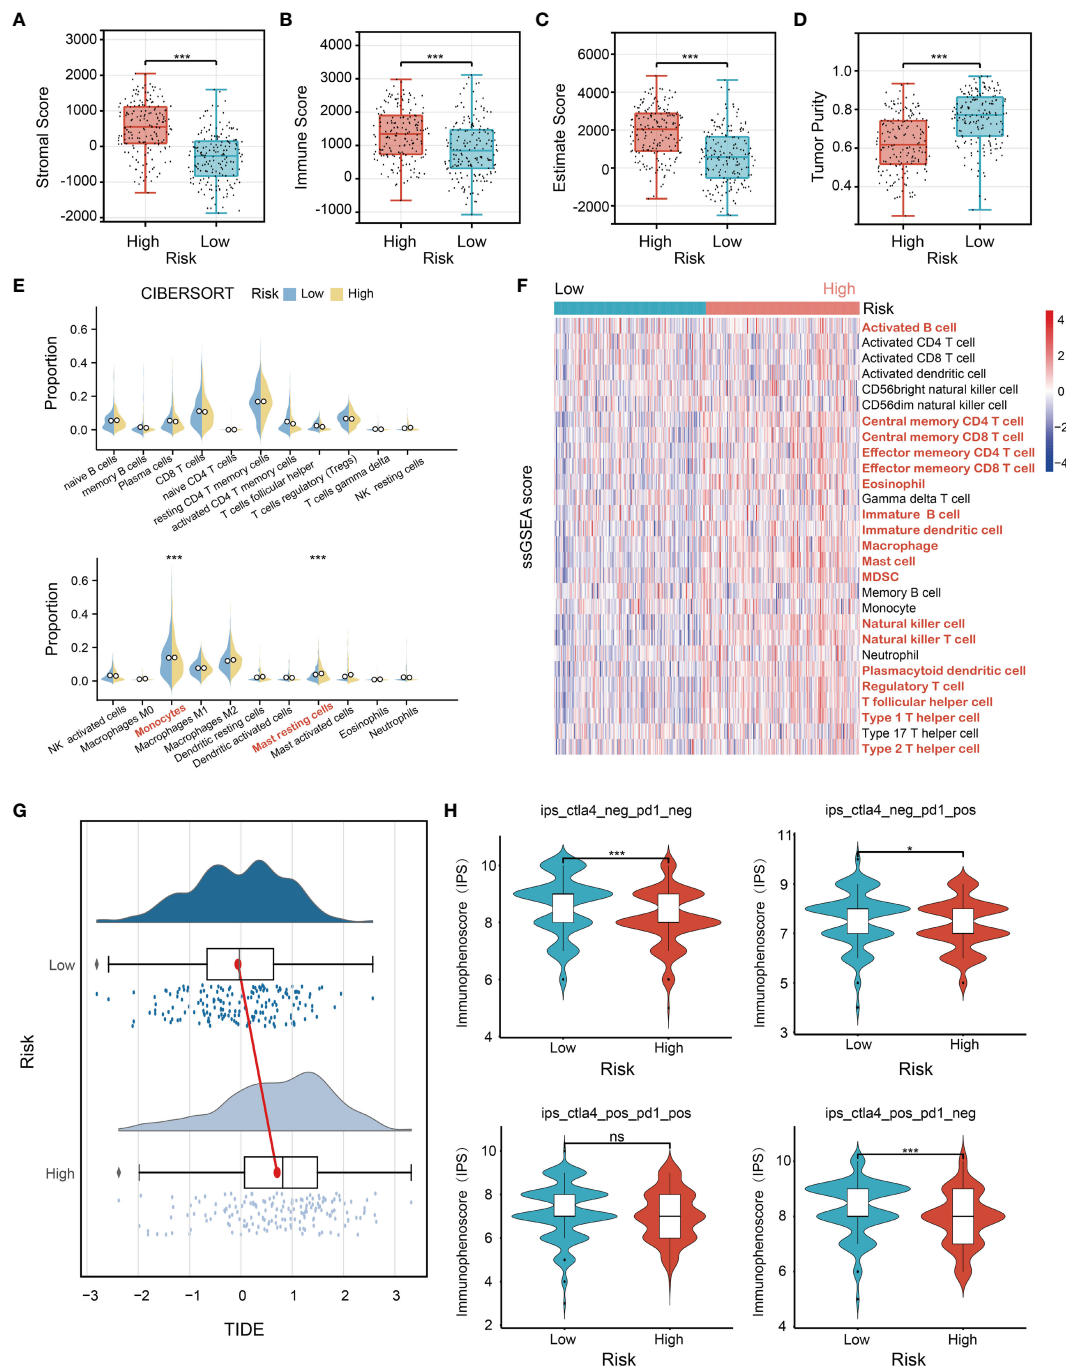 A
B
C
D
3000
2000
1000
0
-1000
-2000
Stromal Score
***
High
Low
Risk
4000
3000
2000
1000
0
-1000
Immune Score
***
High
Low
Risk
6000
4000
2000
0
-2000
Estimate Score
***
High
Low
Risk
1.0
0.8
0.6
0.4
Tumor Purity
***
High
Low
Risk
E
CIBERSORT Risk Low High
0.6
0.4
0.2
0.0
Proportion
naive B cells
memory B cells
Plasma cells
CD8 T cells
naive CD4 T cells
resting CD4 T memory cells
activated CD4 T memory cells
T cells follicular helper
T cells regulatory (Tregs)
T cells gamma delta
NK resting cells
*** ***
0.6
0.4
0.2
0.0
Proportion
NK activated cells
Macrophages M0
Monocytes
Macrophages M1
Macrophages M2
Dendritic resting cells
Dendritic activated cells
Mast resting cells
Mast activated cells
Eosinophils
Neutrophils
F
Low High
Risk
Activated B cell
Activated CD4 T cell
Activated CD8 T cell
Activated dendritic cell
CD56bright natural killer cell
CD56dim natural killer cell
Central memory CD4 T cell
Central memory CD8 T cell
Effector memeory CD4 T cell
Effector memeory CD8 T cell
Eosinophil
Gamma delta T cell
Immature B cell
Immature dendritic cell
Macrophage
Mast cell
MDSC
Memory B cell
Monocyte
Natural killer cell
Natural killer T cell
Neutrophil
Plasmacytoid dendritic cell
Regulatory T cell
T follicular helper cell
Type 1 T helper cell
Type 17 T helper cell
Type 2 T helper cell
ssGSEA score
4
2
0
−2
−4
G
Low
High
Risk
−3 −2 −1 0 1 2 3
TIDE
H
ips_ctla4_neg_pd1_neg
10
8
6
4
Immunophenoscore（IPS）
***
Low High
Risk
ips_ctla4_neg_pd1_pos
11
9
7
5
3
Immunophenoscore（IPS）
*
Low High
Risk
ips_ctla4_pos_pd1_pos
10
8
6
4
2
Immunophenoscore（IPS）
ns
Low High
Risk
ips_ctla4_pos_pd1_neg
10
8
6
4
Immunophenoscore（IPS）
***
Low High
Risk